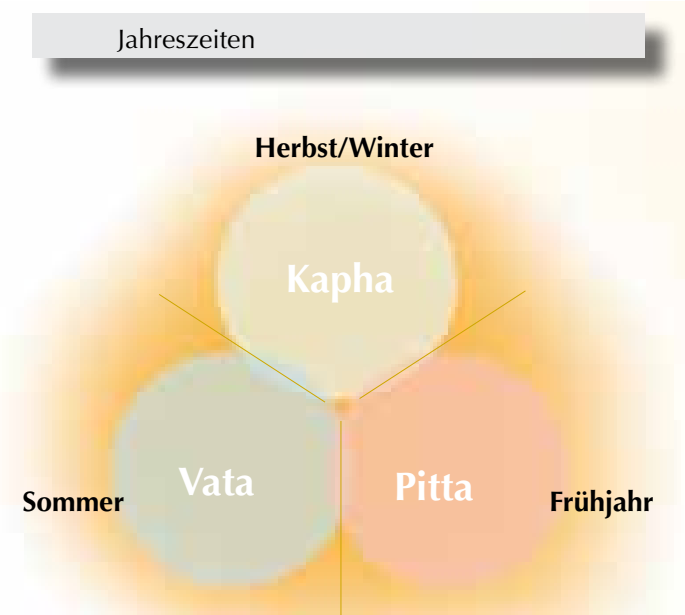 Jahreszeiten
Herbst/Winter
Kapha
Vata
Pitta
Sommer
Frühjahr